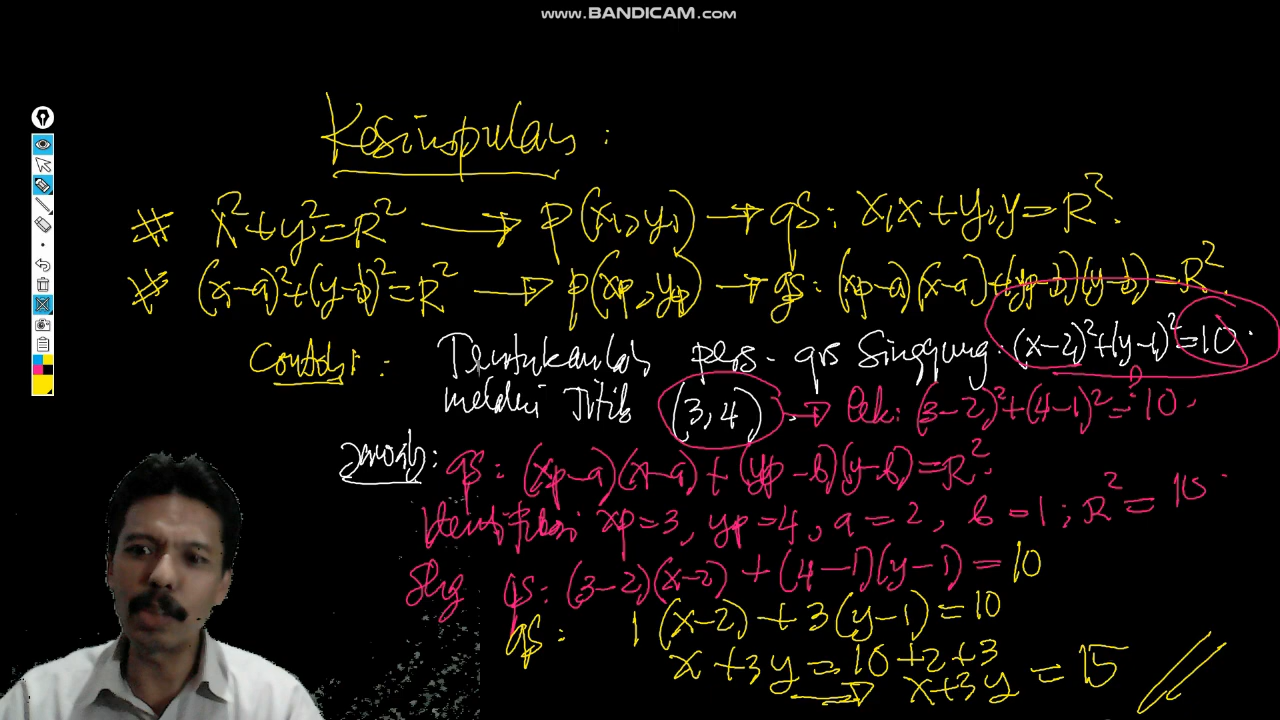 www.BANDICAM.com
Kesimpulan :
# x²+y²=R² → P(x₁,y₁) → gs: x₁x+y₁y=R².
# (x-a)²+(y-b)²=R² → P(xp,yp) → gs: (xp-a)(x-a)+(yp-b)(y-b)=R².
Contoh: : Tentukanlah pers. grs Singgung: (x-2)²+(y-1)²=10.
melalui Titik (3,4). → Cek: (3-2)²+(4-1)²=10.
Jawab: gs: (xp-a)(x-a)+(yp-b)(y-b)=R².
Identifikasi xp=3, yp=4, a=2, b=1; R²=10.
Shg gs: (3-2)(x-2)+(4-1)(y-1)=10
gs: 1(x-2)+3(y-1)=10
x+3y=10+2+3
→ x+3y=15 //